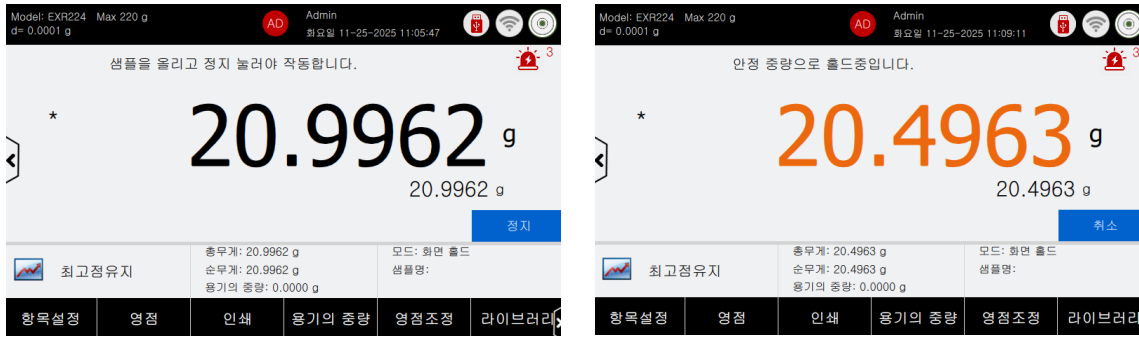 Model: EXR224 Max 220 g
d= 0.0001 g
AD
Admin
화요일 11-25-2025 11:05:47
3
샘플을 올리고 정지 눌러야 작동합니다.
* 20.9962 g
20.9962 g
정지
최고점유지
총무게: 20.9962 g
순무게: 20.9962 g
용기의 중량: 0.0000 g
모드: 화면 홀드
샘플명:
항목설정 영점 인쇄 용기의 중량 영점조정 라이브러리
Model: EXR224 Max 220 g
d= 0.0001 g
AD
Admin
화요일 11-25-2025 11:09:11
3
안정 중량으로 홀드중입니다.
* 20.4963 g
20.4963 g
취소
최고점유지
총무게: 20.4963 g
순무게: 20.4963 g
용기의 중량: 0.0000 g
모드: 화면 홀드
샘플명:
항목설정 영점 인쇄 용기의 중량 영점조정 라이브러리